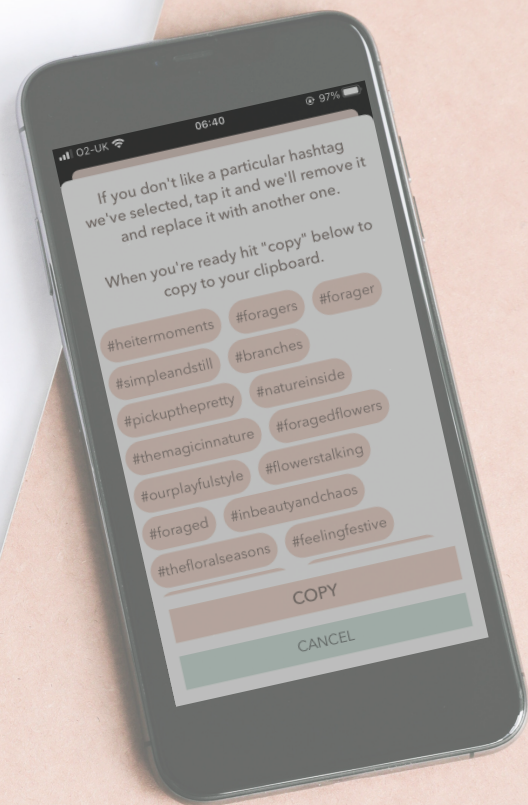 O2-UK 06:40 97%
If you don't like a particular hashtag
we've selected, tap it and we'll remove it
and replace it with another one.
When you're ready hit "copy" below to
copy to your clipboard.
#heitermoments #foragers #forager
#simpleandstill #branches
#pickupthepretty #natureinside
#themagicinnature #foragedflowers
#ourplayfulstyle #flowerstalking
#foraged #inbeautyandchaos
#thefloralseasons #feelingfestive
COPY
CANCEL